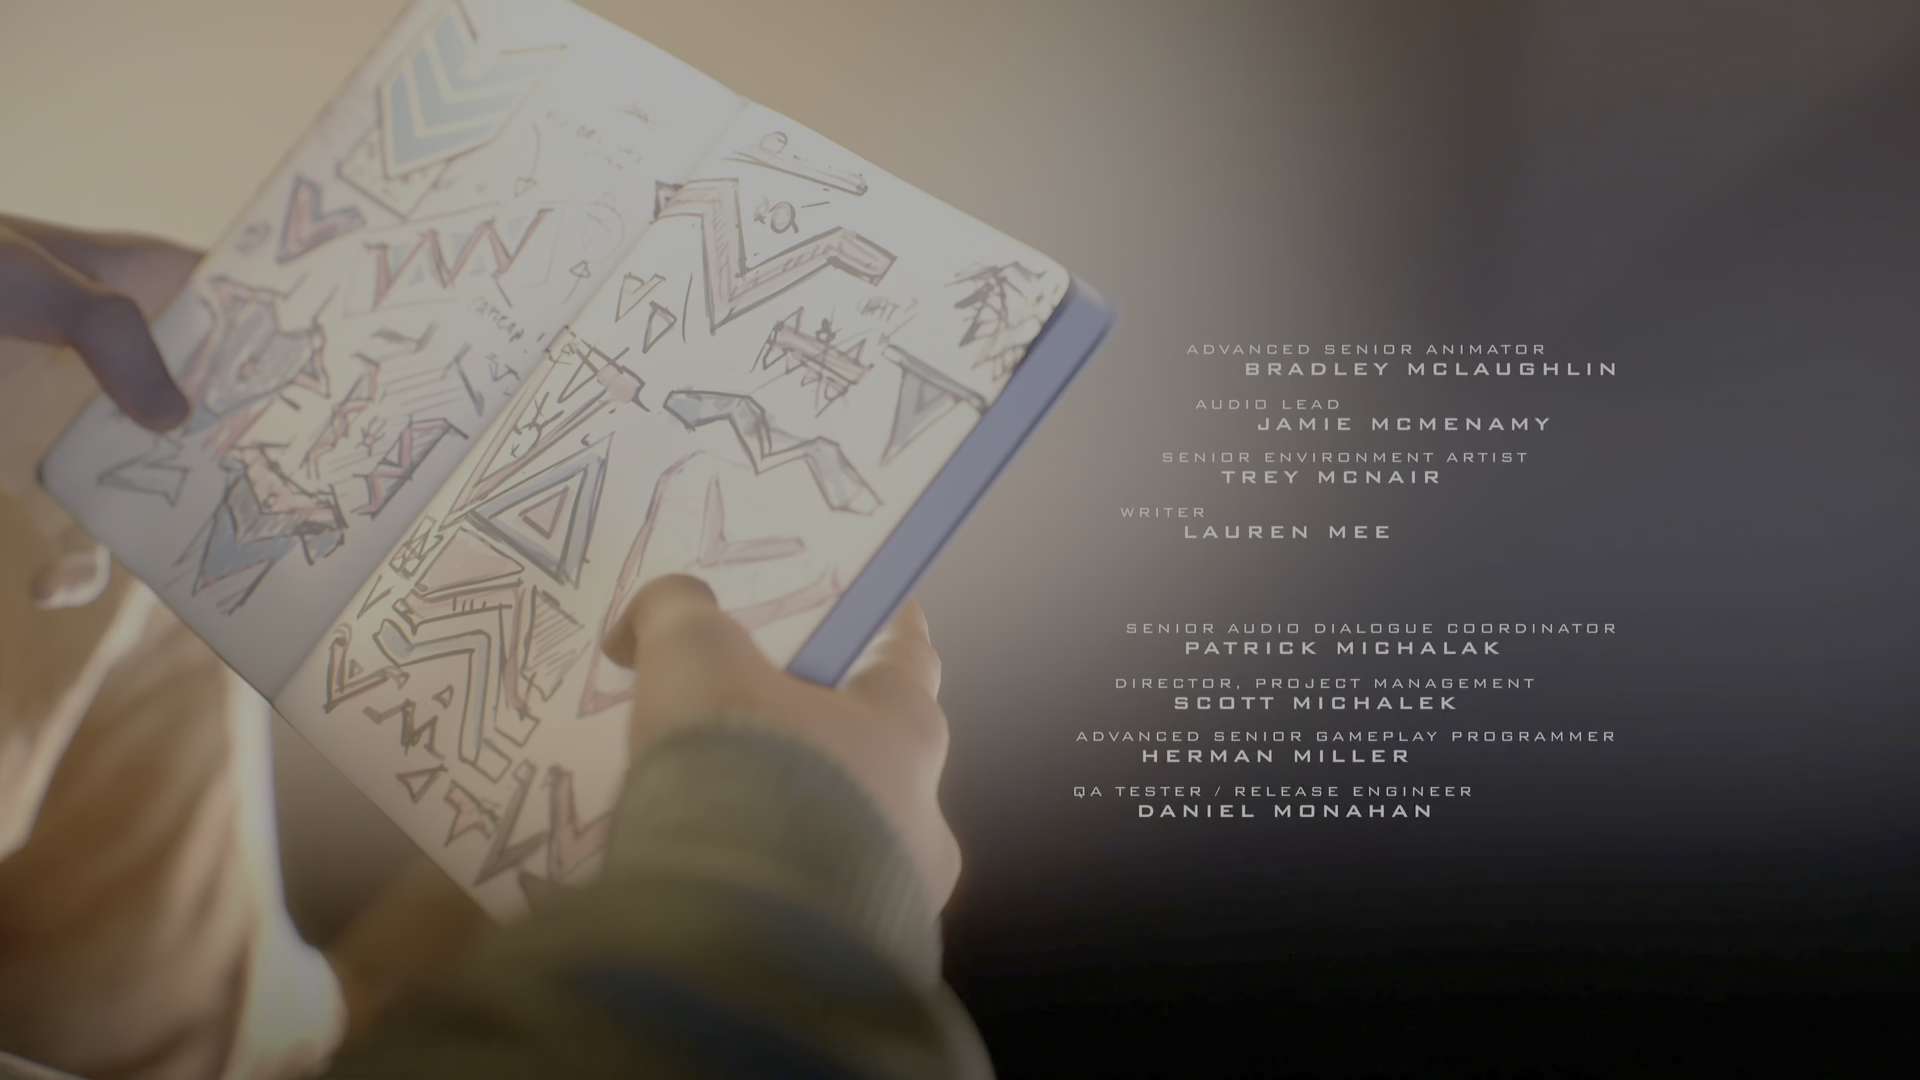 ADVANCED SENIOR ANIMATOR
BRADLEY MCLAUGHLIN
AUDIO LEAD
JAMIE MCMENAMY
SENIOR ENVIRONMENT ARTIST
TREY MCNAIR
WRITER
LAUREN MEE
SENIOR AUDIO DIALOGUE COORDINATOR
PATRICK MICHALAK
DIRECTOR, PROJECT MANAGEMENT
SCOTT MICHALEK
ADVANCED SENIOR GAMEPLAY PROGRAMMER
HERMAN MILLER
QA TESTER / RELEASE ENGINEER
DANIEL MONAHAN